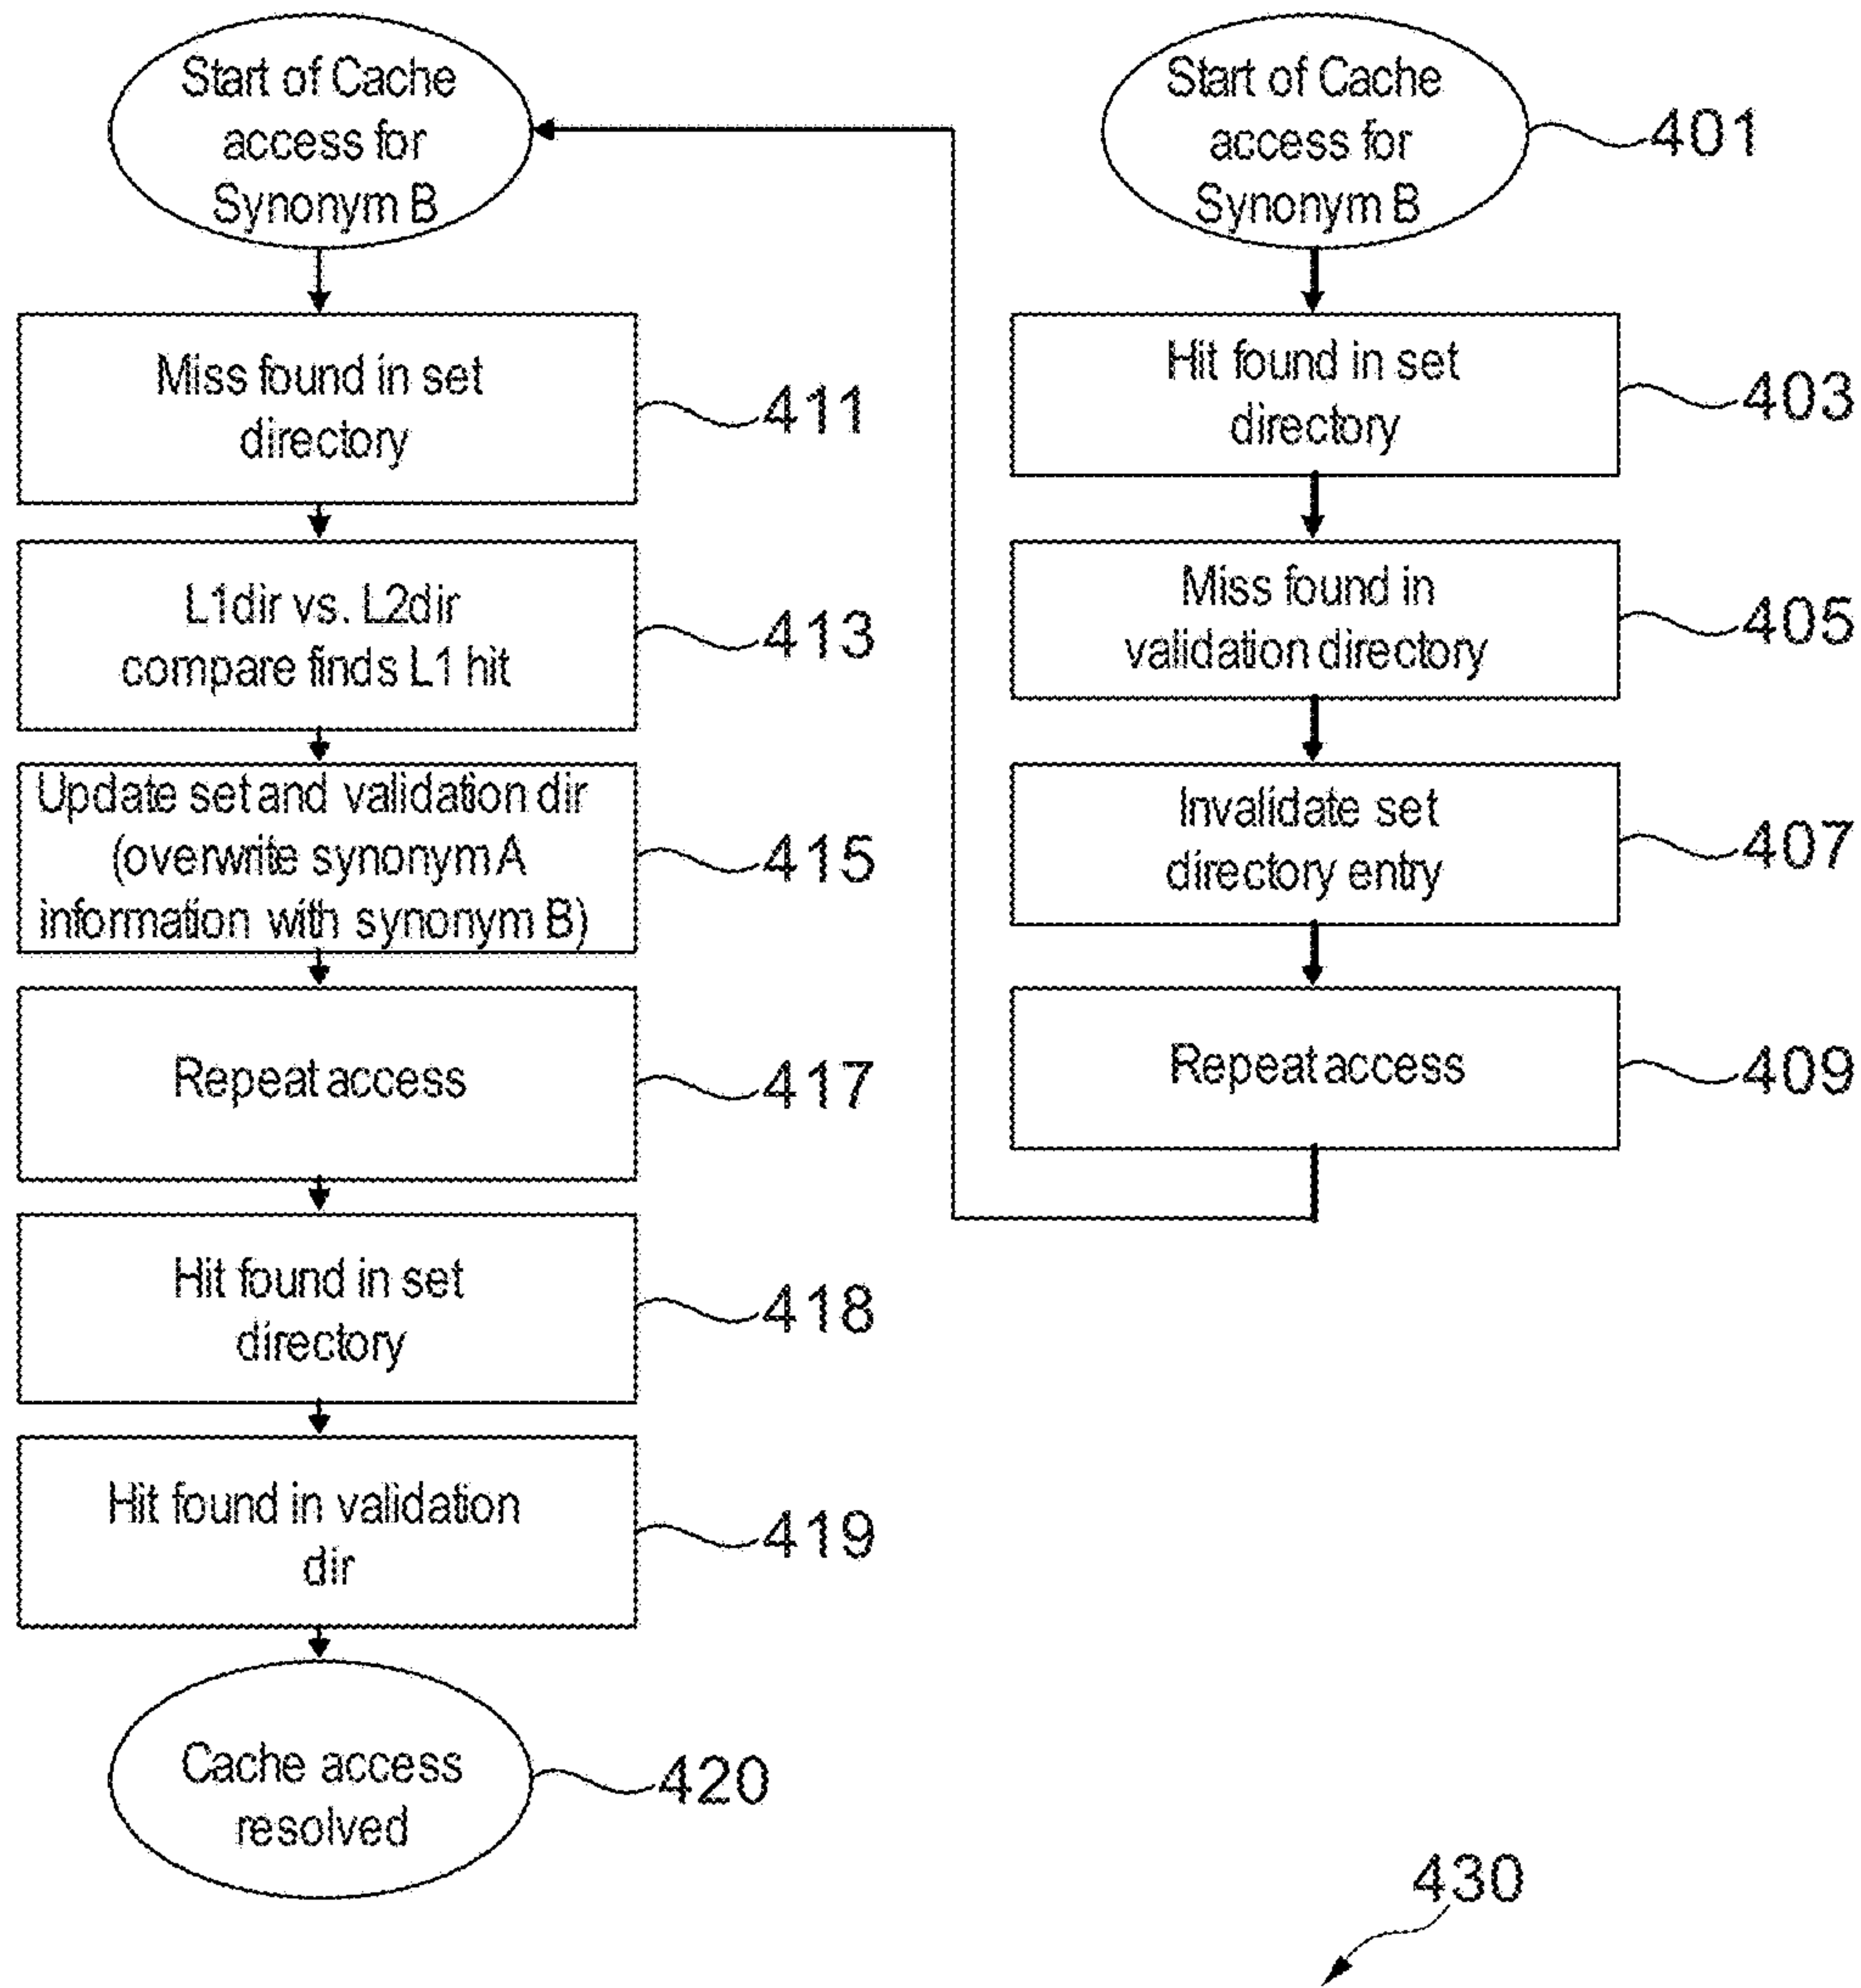 Start of Cache
access for
Synonym B
Miss found in set
directory
411
L1dir vs. L2dir
compare finds L1 hit
413
Update set and validation dir
(overwrite synonym A
information with synonym B)
415
Repeat access
417
Hit found in set
directory
418
Hit found in validation
dir
419
Cache access
resolved
420
Start of Cache
access for
Synonym B
401
Hit found in set
directory
403
Miss found in
validation directory
405
Invalidate set
directory entry
407
Repeat access
409
430